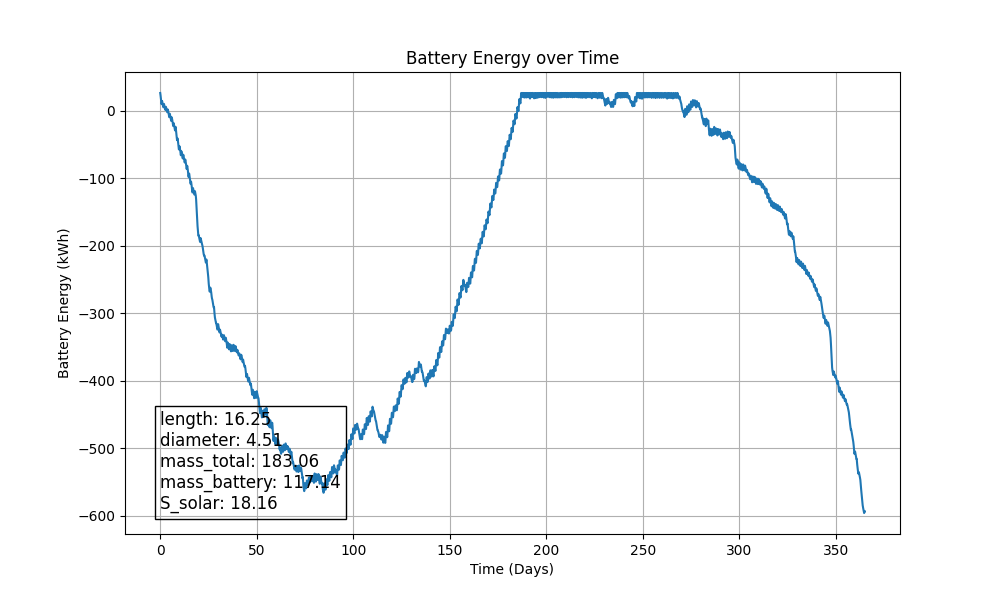 Battery Energy over Time
Battery Energy (kWh)
0
−100
−200
−300
−400
−500
−600
length: 16.25
diameter: 4.51
mass_total: 183.06
mass_battery: 117.14
S_solar: 18.16
0 50 100 150 200 250 300 350
Time (Days)